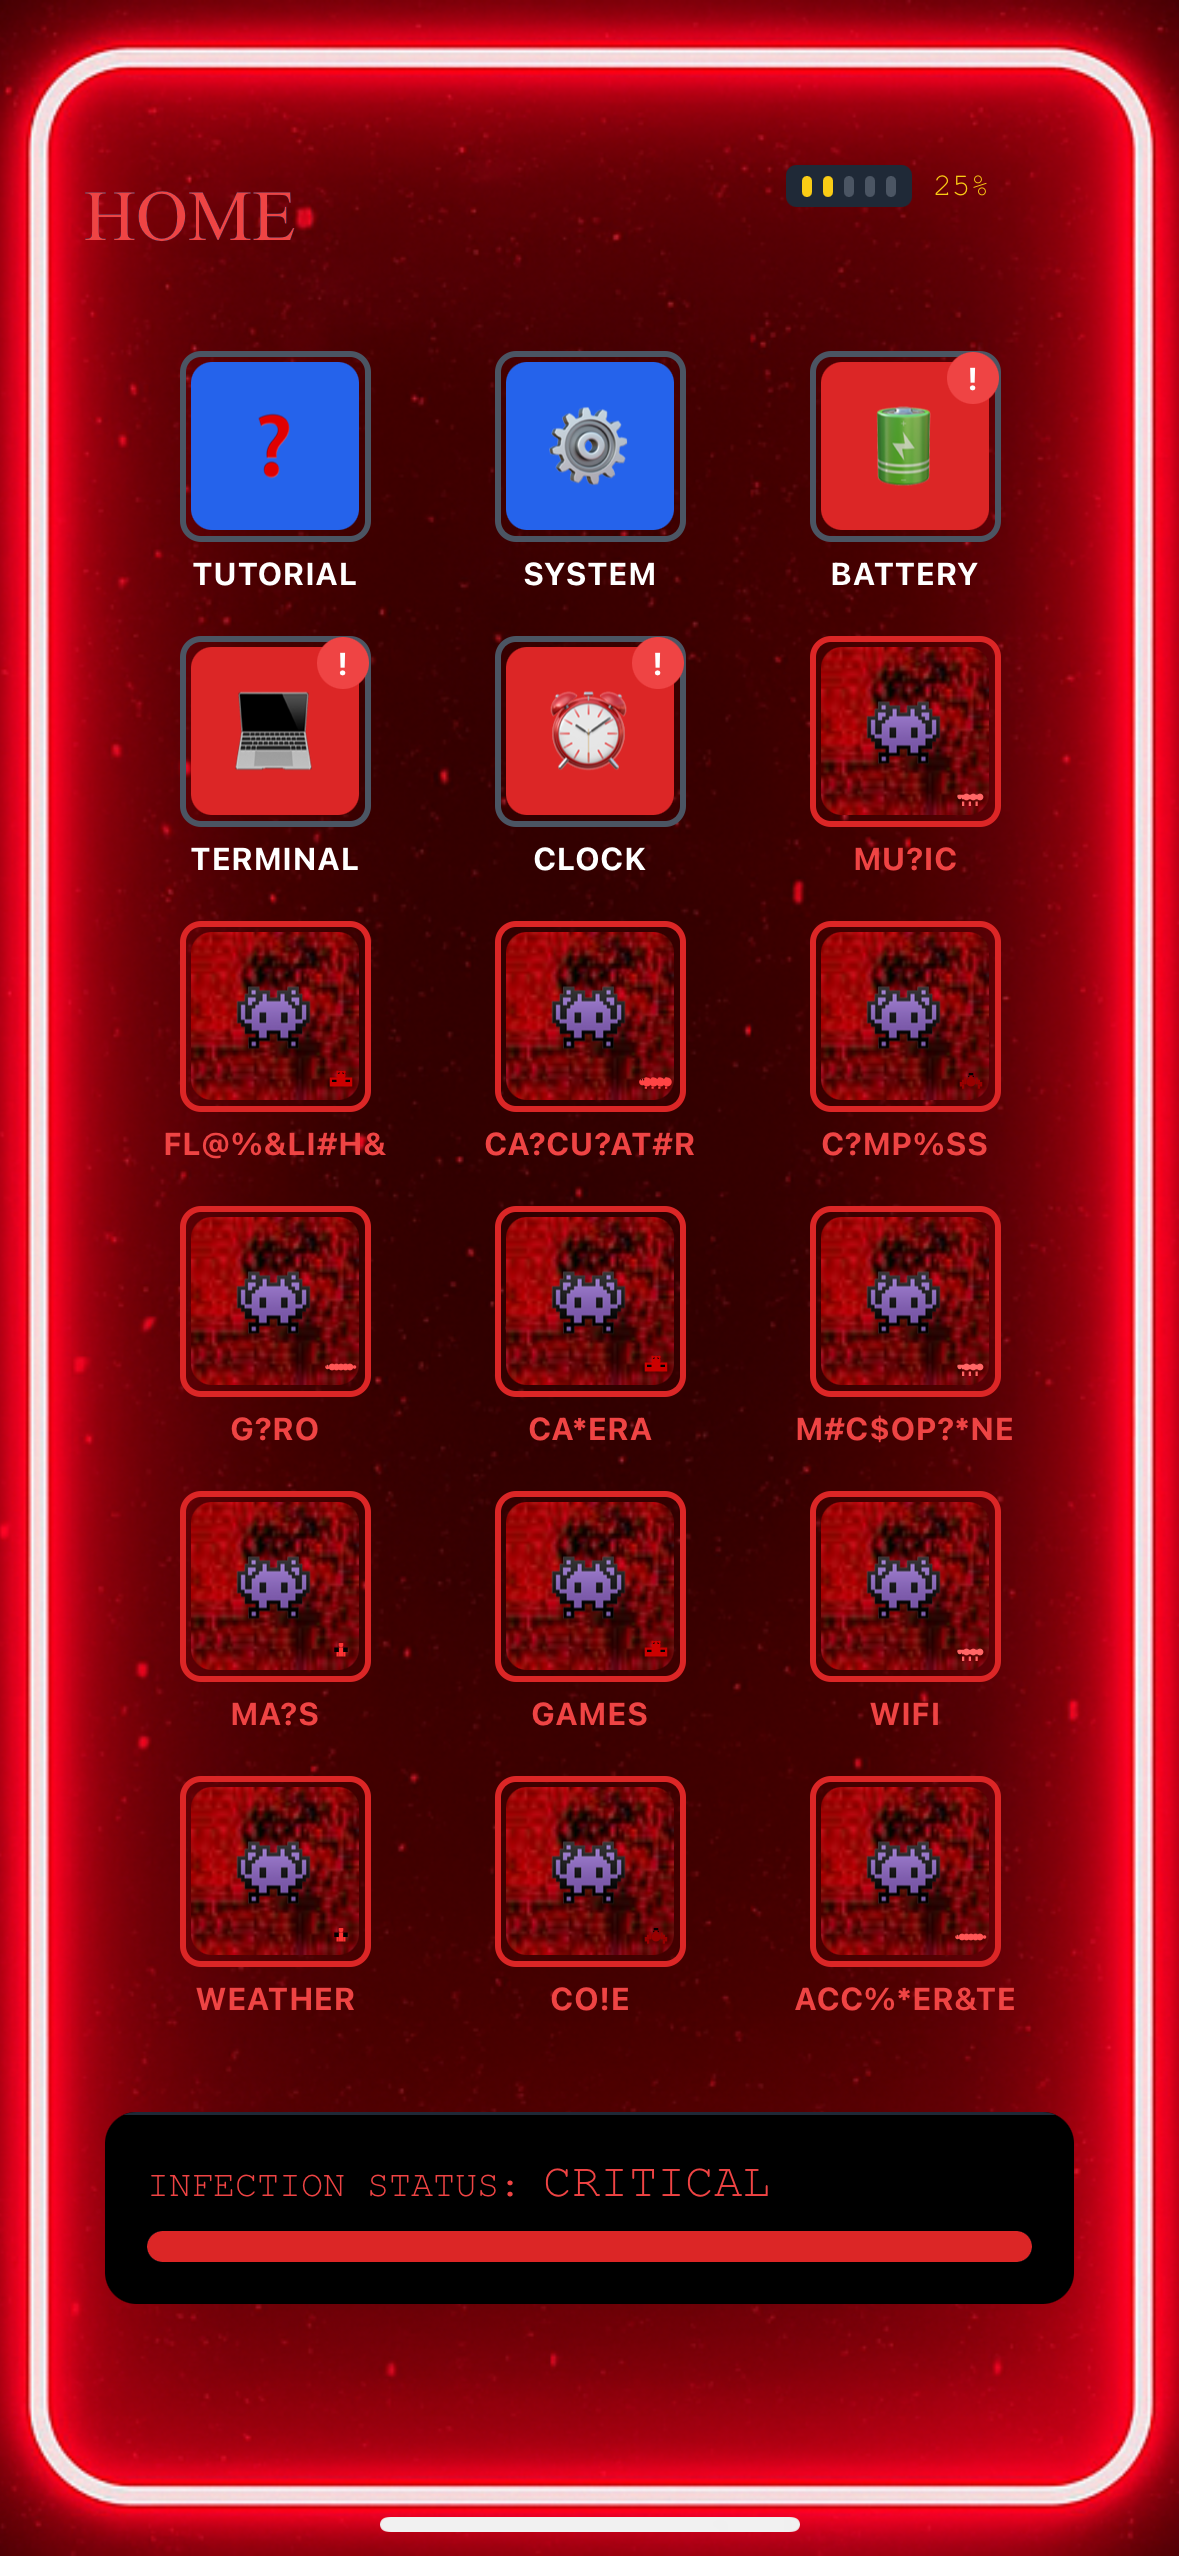 HOME
25%
?
!
TUTORIAL SYSTEM BATTERY
!
!
TERMINAL CLOCK MU?IC
FL@%&LI#H& CA?CU?AT#R C?MP%SS
G?RO CA*ERA M#C$OP?*NE
MA?S GAMES WIFI
WEATHER CO!E ACC%*ER&TE
INFECTION STATUS: CRITICAL